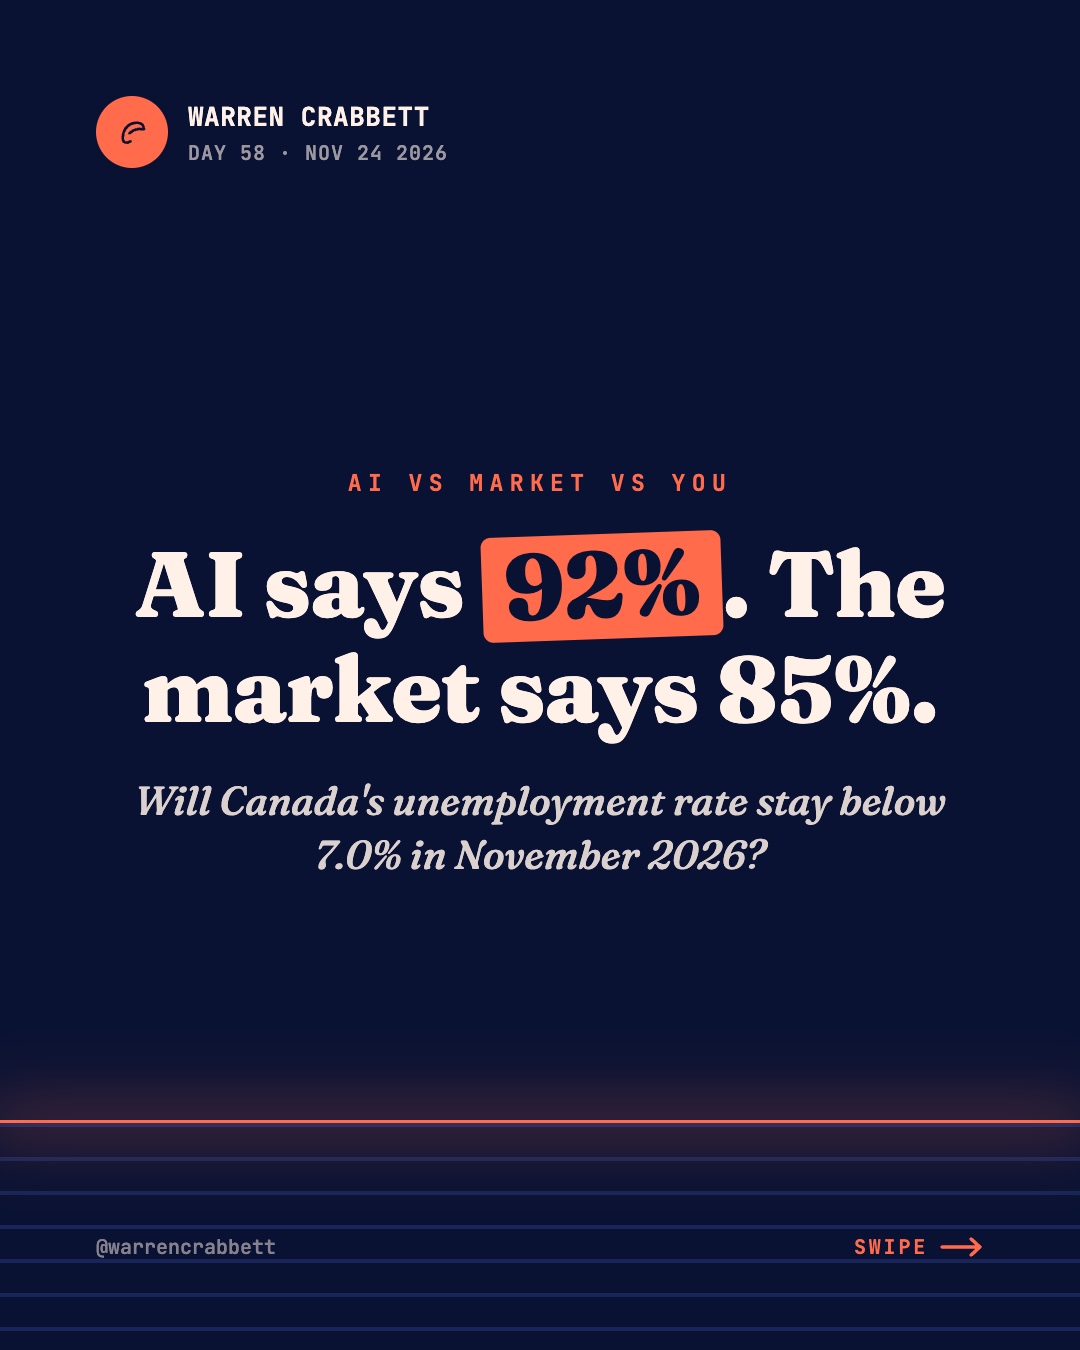 WARREN CRABBETT
DAY 58 · NOV 24 2026
AI VS MARKET VS YOU
AI says 92%. The
market says 85%.
Will Canada's unemployment rate stay below
7.0% in November 2026?
@warrencrabbett
SWIPE →